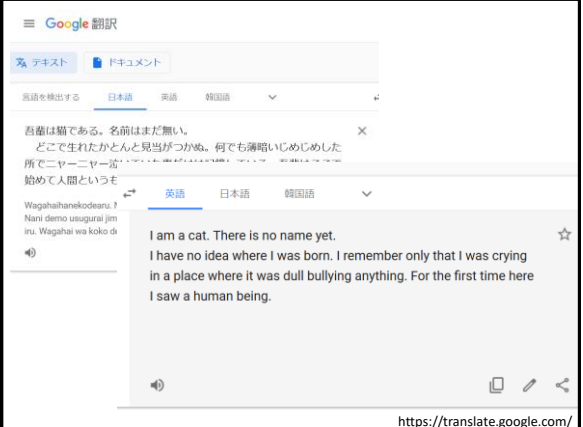 Google 翻訳
テキスト ドキュメント
言語を検出する 日本語 英語 韓国語
吾輩は猫である。名前はまだ無い。
どこで生れたかとんと見当がつかぬ。何でも薄暗いじめじめした
所でニャーニャー
始めて人間というも
Wagahaihanekodearu.
Nani demo usugurai jim
iru. Wagahai wa koko
英語 日本語 韓国語
I am a cat. There is no name yet.
I have no idea where I was born. I remember only that I was crying
in a place where it was dull bullying anything. For the first time here
I saw a human being.
https://translate.google.com/